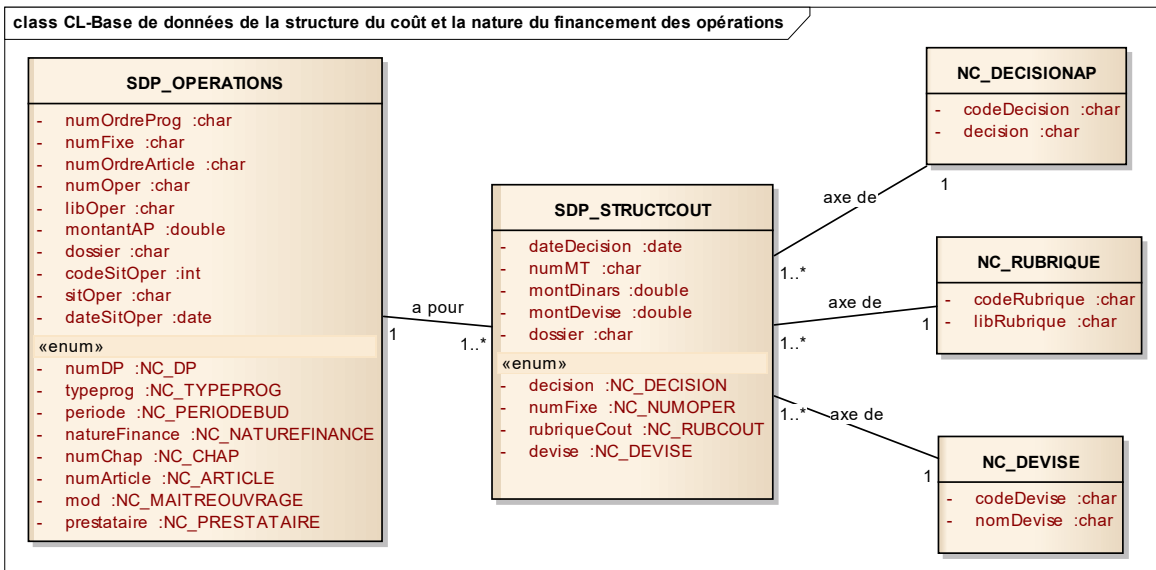 class CL-Base de données de la structure du coût et la nature du financement des opérations
SDP_OPERATIONS
- numOrdreProg :char
- numFixe :char
- numOrdreArticle :char
- numOper :char
- libOper :char
- montantAP :double
- dossier :char
- codeSitOper :int
- sitOper :char
- dateSitOper :date
«enum»
- numDP :NC_DP
- typeprog :NC_TYPEPROG
- periode :NC_PERIODEBUD
- natureFinance :NC_NATUREFINANCE
- numChap :NC_CHAP
- numArticle :NC_ARTICLE
- mod :NC_MAITREOUVRAGE
- prestataire :NC_PRESTATAIRE
a pour
1
1..*
SDP_STRUCTCOUT
- dateDecision :date
- numMT :char
- montDinars :double
- montDevise :double
- dossier :char
«enum»
- decision :NC_DECISION
- numFixe :NC_NUMOPER
- rubriqueCout :NC_RUBCOUT
- devise :NC_DEVISE
axe de
1
1..*
axe de
1
1..*
axe de
1..*
1
NC_DECISIONAP
- codeDecision :char
- decision :char
NC_RUBRIQUE
- codeRubrique :char
- libRubrique :char
NC_DEVISE
- codeDevise :char
- nomDevise :char